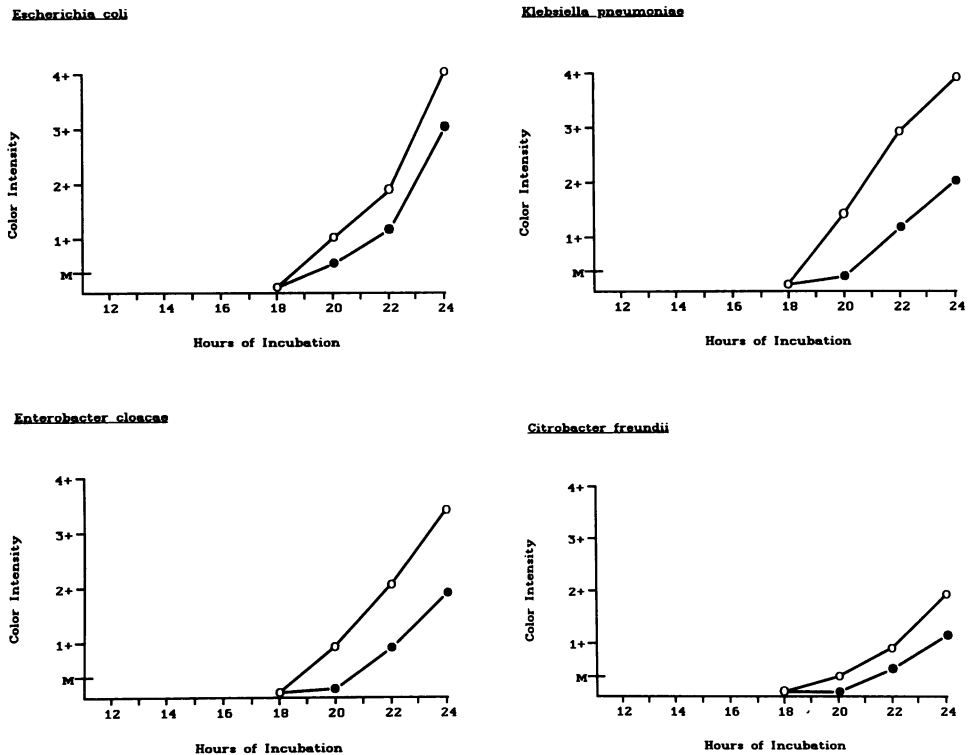 Escherichia coli
4+
3+
2+
1+
M
Color Intensity
12 14 16 18 20 22 24
Hours of Incubation
Klebsiella pneumoniae
4+
3+
2+
1+
M
Color Intensity
12 14 16 18 20 22 24
Hours of Incubation
Enterobacter cloacae
4+
3+
2+
1+
M
Color Intensity
12 14 16 18 20 22 24
Hours of Incubation
Citrobacter freundii
4+
3+
2+
1+
M
Color Intensity
12 14 16 18 20 22 24
Hours of Incubation